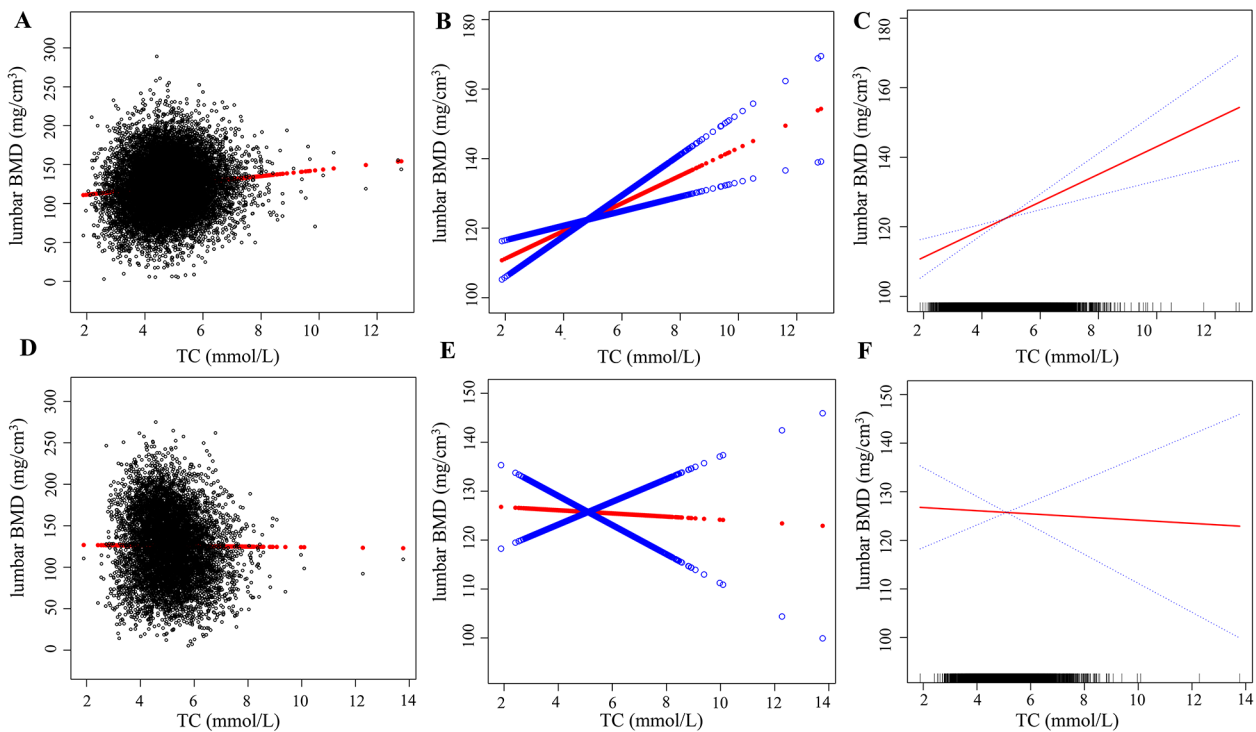 A
lumbar BMD (mg/cm³)
0 50 100 150 200 250 300
2 4 6 8 10 12
TC (mmol/L)
B
lumbar BMD (mg/cm³)
100 120 140 160 180
2 4 6 8 10 12
TC (mmol/L)
C
lumbar BMD (mg/cm³)
100 120 140 160 180
2 4 6 8 10 12
TC (mmol/L)
D
lumbar BMD (mg/cm³)
0 50 100 150 200 250 300
2 4 6 8 10 12 14
TC (mmol/L)
E
lumbar BMD (mg/cm³)
100 110 120 130 140 150
2 4 6 8 10 12 14
TC (mmol/L)
F
lumbar BMD (mg/cm³)
100 110 120 130 140 150
2 4 6 8 10 12 14
TC (mmol/L)